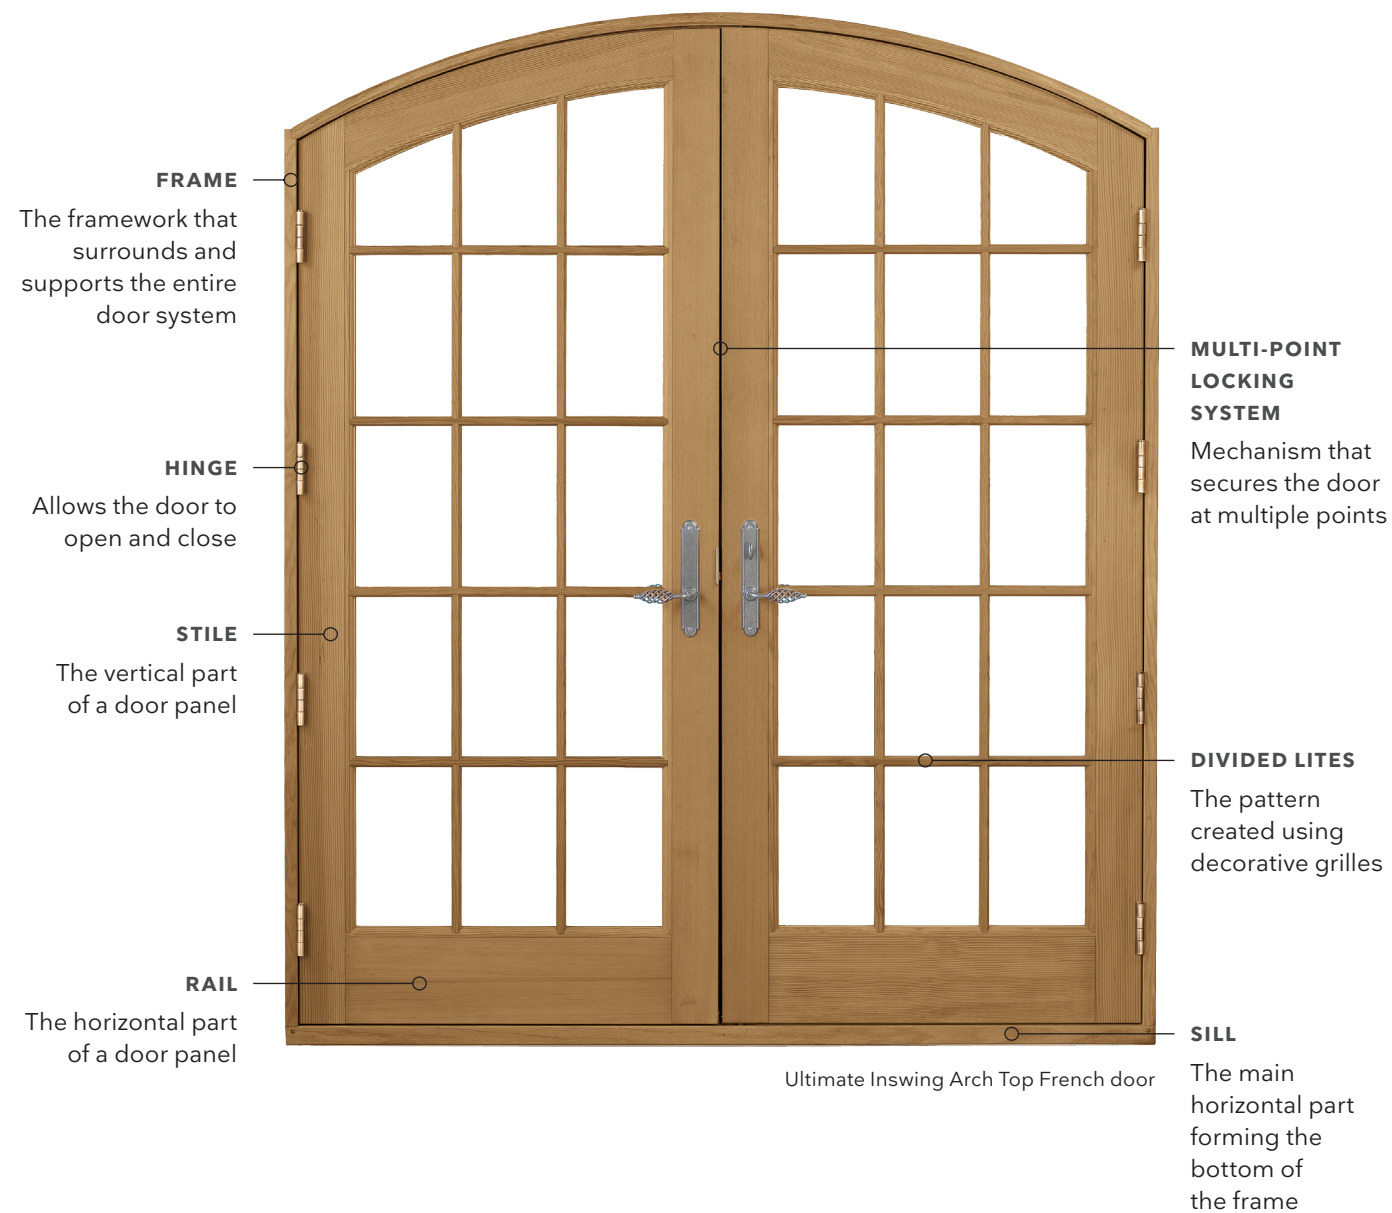 FRAME
The framework that
surrounds and
supports the entire
door system
HINGE
Allows the door to
open and close
STILE
The vertical part
of a door panel
RAIL
The horizontal part
of a door panel
MULTI-POINT
LOCKING
SYSTEM
Mechanism that
secures the door
at multiple points
DIVIDED LITES
The pattern
created using
decorative grilles
SILL
The main
horizontal part
forming the
bottom of
the frame
Ultimate Inswing Arch Top French door